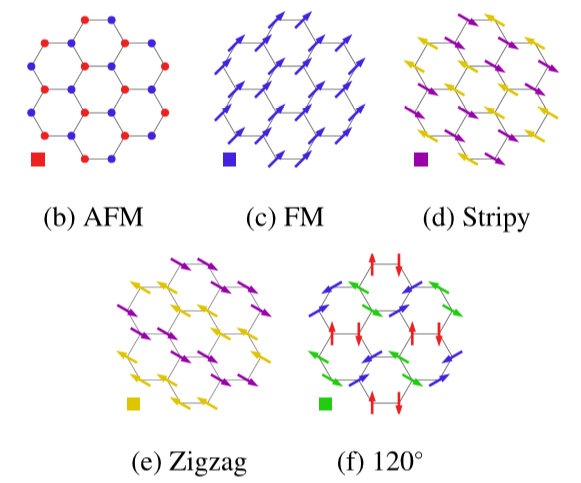 (b) AFM
(c) FM
(d) Stripy
(e) Zigzag
(f) 120°